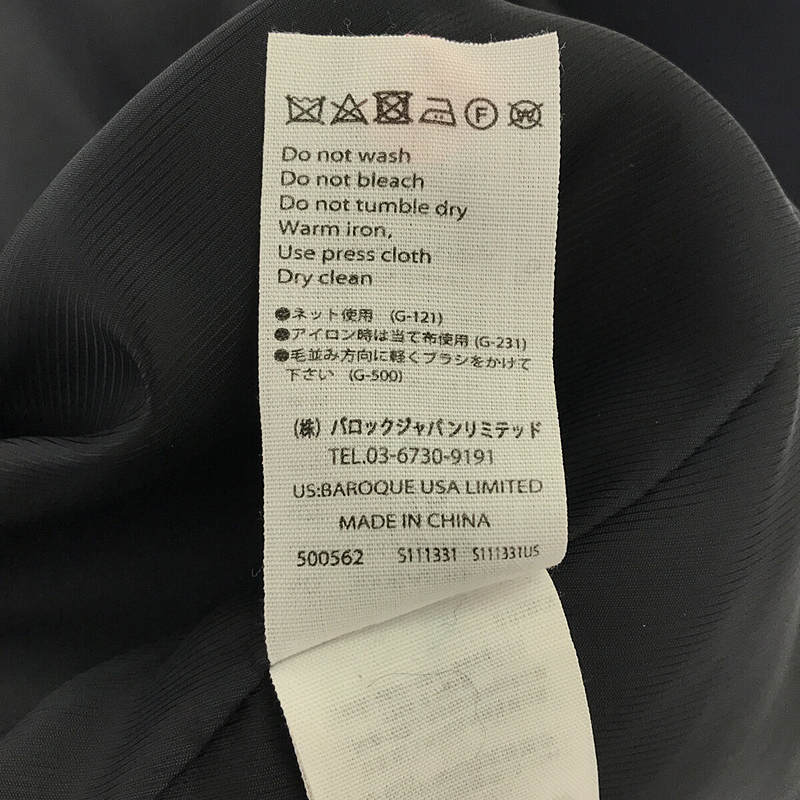 F W
Do not wash
Do not bleach
Do not tumble dry
Warm iron,
Use press cloth
Dry clean
●ネット使用 (G-121)
●アイロン時は当て布使用 (G-231)
●毛並み方向に軽くブラシをかけて
下さい (G-500)
(株) バロックジャパンリミテッド
TEL.03-6730-9191
US:BAROQUE USA LIMITED
MADE IN CHINA
500562 S111331 S111331US